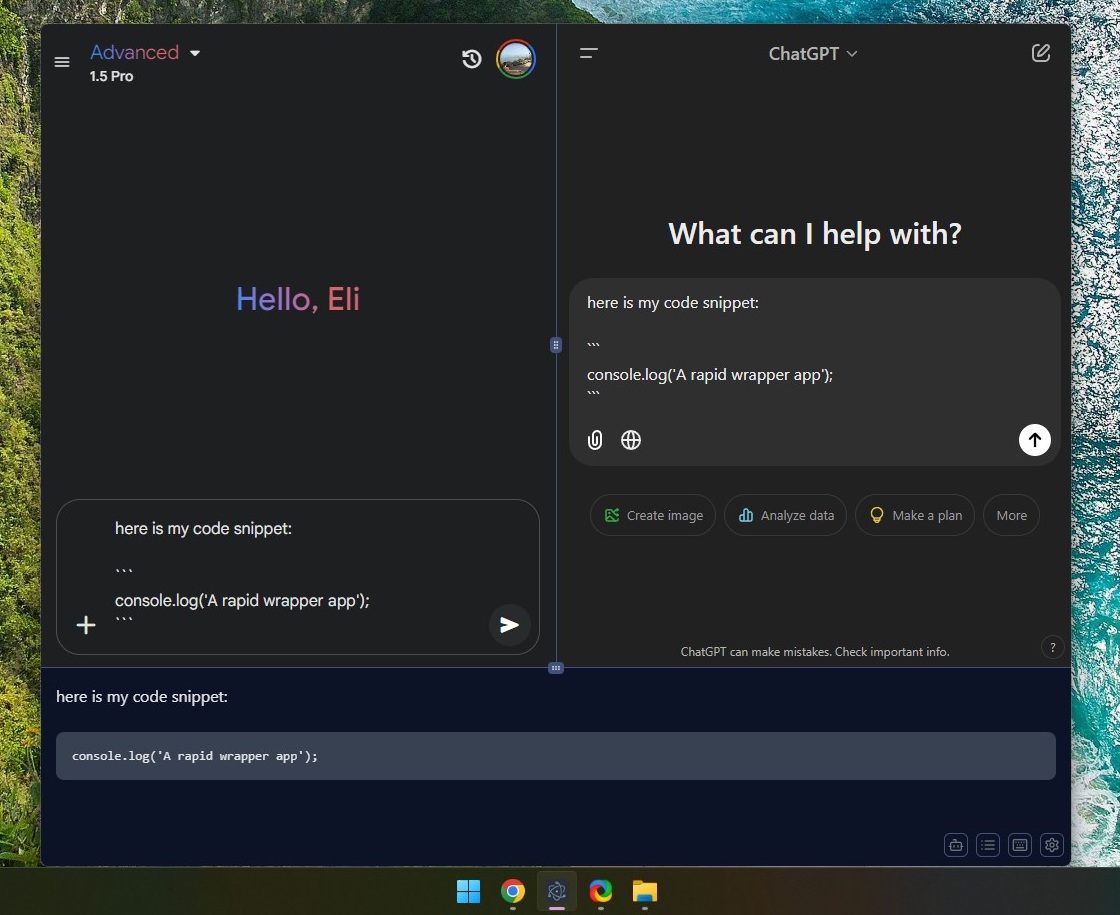 Advanced
1.5 Pro
Hello, Eli
here is my code snippet:
```
console.log('A rapid wrapper app');
```
ChatGPT
What can I help with?
here is my code snippet:
```
console.log('A rapid wrapper app');
```
Create image
Analyze data
Make a plan
More
ChatGPT can make mistakes. Check important info.
?
here is my code snippet:
console.log('A rapid wrapper app');